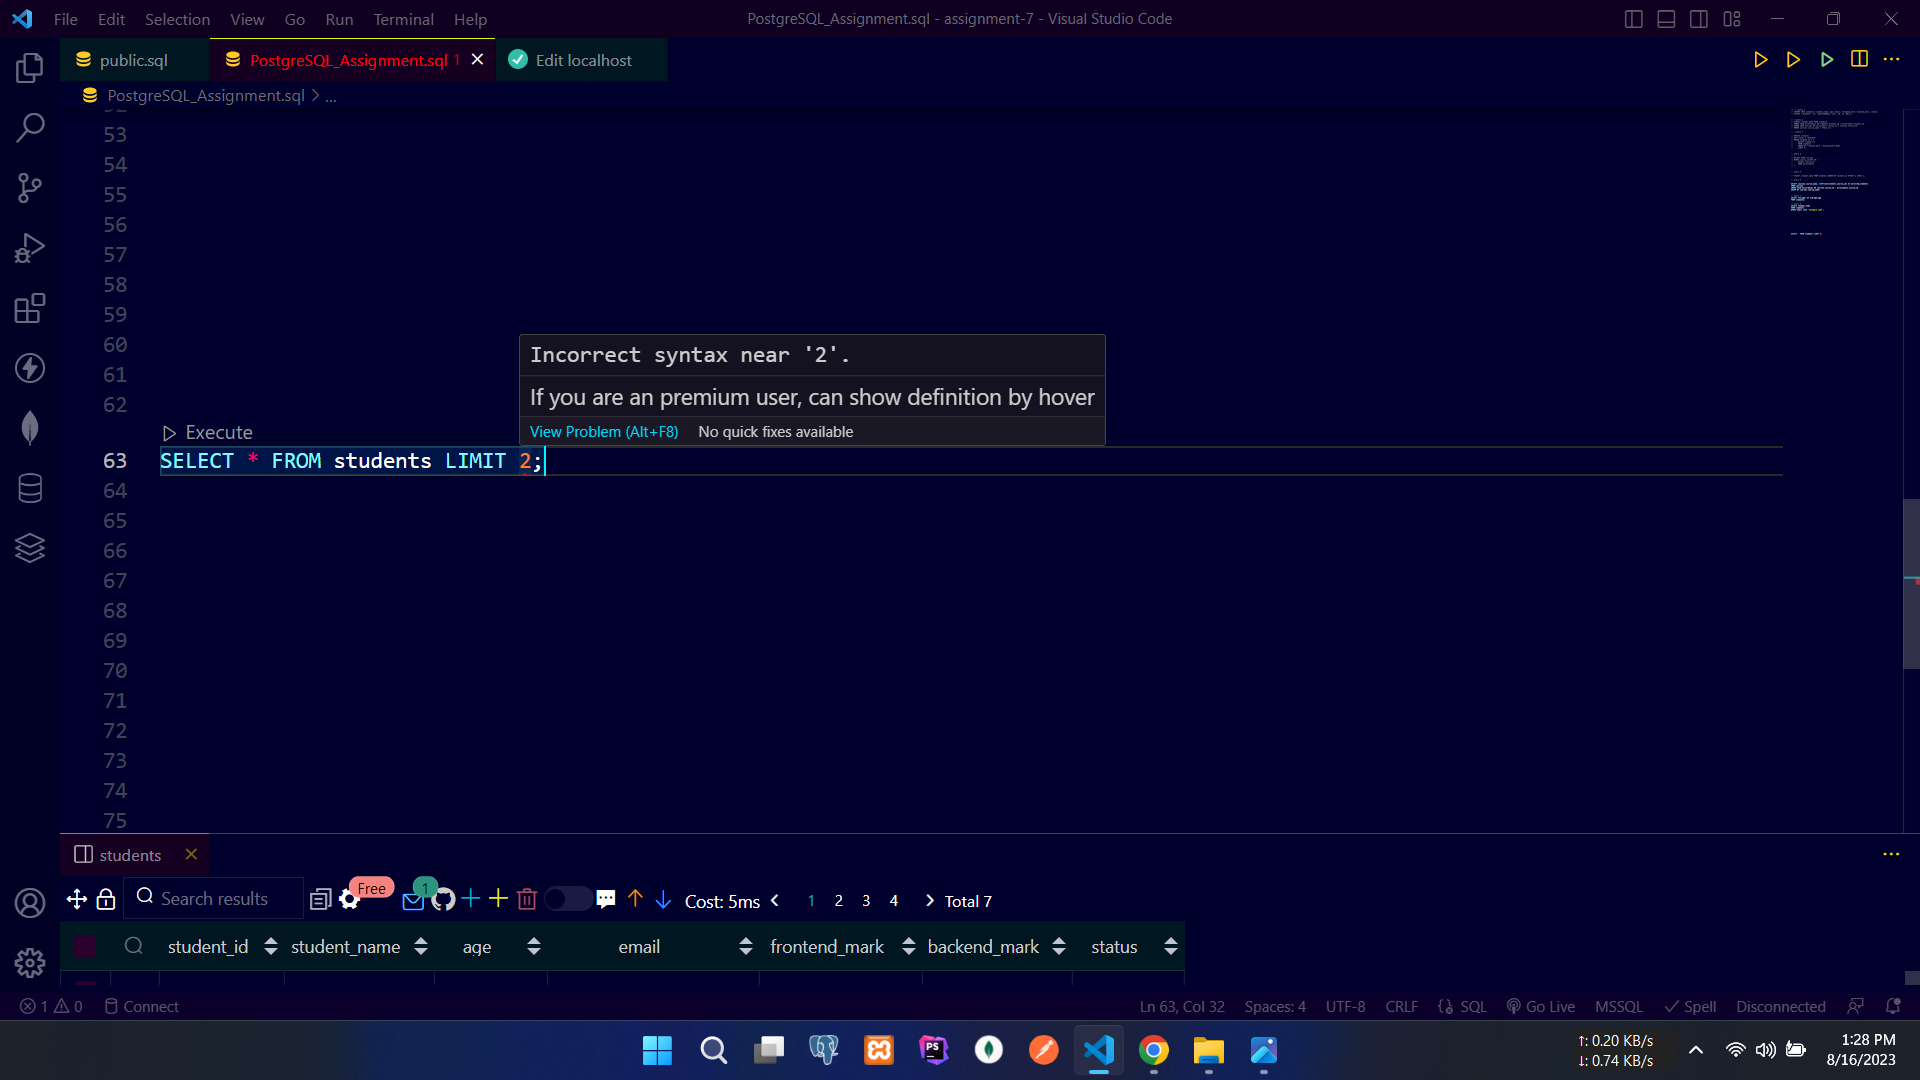 File Edit Selection View Go Run Terminal Help
PostgreSQL_Assignment.sql - assignment-7 - Visual Studio Code
public.sql
PostgreSQL_Assignment.sql 1
Edit localhost
PostgreSQL_Assignment.sql > ...
53
54
55
56
57
58
59
60
61
62
Incorrect syntax near '2'.
If you are an premium user, can show definition by hover
View Problem (Alt+F8) No quick fixes available
Execute
63 SELECT * FROM students LIMIT 2;
64
65
66
67
68
69
70
71
72
73
74
75
students
Search results
Free
1
Cost: 5ms < 1 2 3 4 > Total 7
student_id student_name age email frontend_mark backend_mark status
1 0 Connect
Ln 63, Col 32 Spaces: 4 UTF-8 CRLF SQL Go Live MSSQL Spell Disconnected
PS
↑: 0.20 KB/s
↓: 0.74 KB/s
1:28 PM
8/16/2023